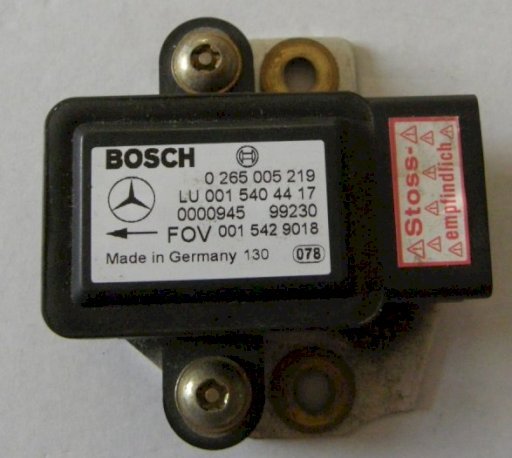 BOSCH
0 265 005 219
LU 001 540 44 17
0000945 99230
FOV 001 542 9018
Made in Germany 130 078
Stoss-
empfindlich